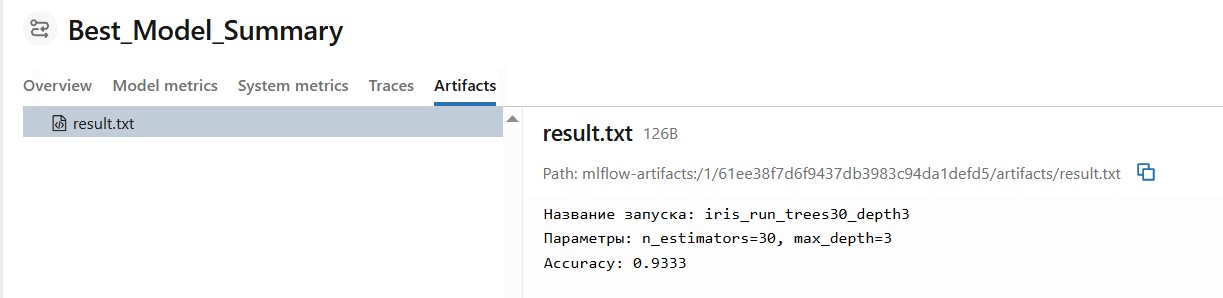 Best_Model_Summary
Overview Model metrics System metrics Traces Artifacts
result.txt
result.txt 126B
Path: mlflow-artifacts:/1/61ee38f7d6f9437db3983c94da1defd5/artifacts/result.txt
Название запуска: iris_run_trees30_depth3
Параметры: n_estimators=30, max_depth=3
Accuracy: 0.9333